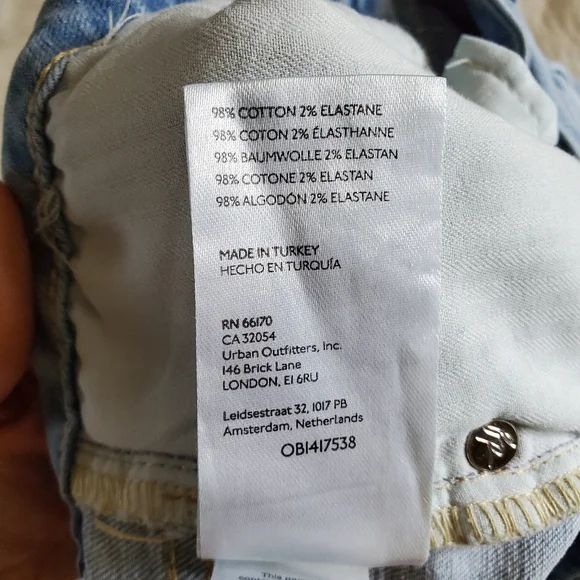 98% COTTON 2% ELASTANE
98% COTON 2% ÉLASTHANNE
98% BAUMWOLLE 2% ELASTAN
98% COTONE 2% ELASTAN
98% ALGODÓN 2% ELASTANE
MADE IN TURKEY
HECHO EN TURQUÍA
RN 66170
CA 32054
Urban Outfitters, Inc.
146 Brick Lane
LONDON, E1 6RU
Leidsestraat 32, 1017 PB
Amsterdam, Netherlands
OB1417538
This